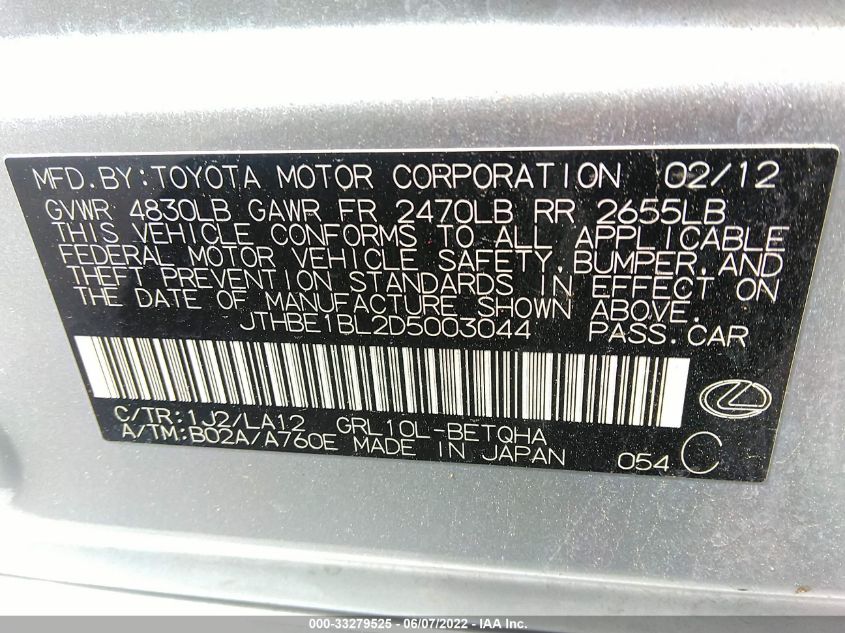 MFD.BY:TOYOTA MOTOR CORPORATION 02/12
GVWR 4830LB GAWR FR 2470LB RR 2655LB
THIS VEHICLE CONFORMS TO ALL APPLICABLE
FEDERAL MOTOR VEHICLE SAFETY,BUMPER,AND
THEFT PREVENTION STANDARDS IN EFFECT ON
THE DATE OF MANUFACTURE SHOWN ABOVE.
JTHBE1BL2D5003044 PASS.CAR
C/TR:1J2/LA12 GRL10L-BETQHA
A/TM:B02A/A760E MADE IN JAPAN 054 C
000-33279525 - 06/07/2022 - IAA Inc.